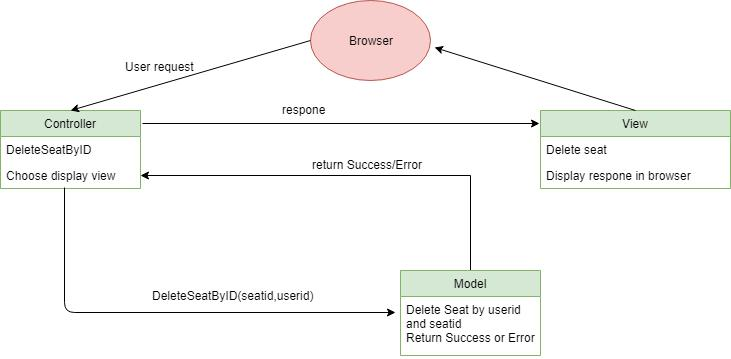 Browser
User request
Controller
respone
View
DeleteSeatByID
Delete seat
return Success/Error
Choose display view
Display respone in browser
Model
DeleteSeatByID(seatid,userid)
Delete Seat by userid
and seatid
Return Success or Error